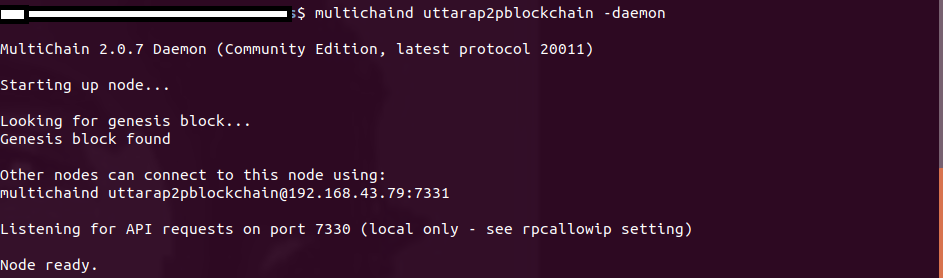 s$ multichaind uttarap2pblockchain -daemon
MultiChain 2.0.7 Daemon (Community Edition, latest protocol 20011)
Starting up node...
Looking for genesis block...
Genesis block found
Other nodes can connect to this node using:
multichaind uttarap2pblockchain@192.168.43.79:7331
Listening for API requests on port 7330 (local only - see rpcallowip setting)
Node ready.